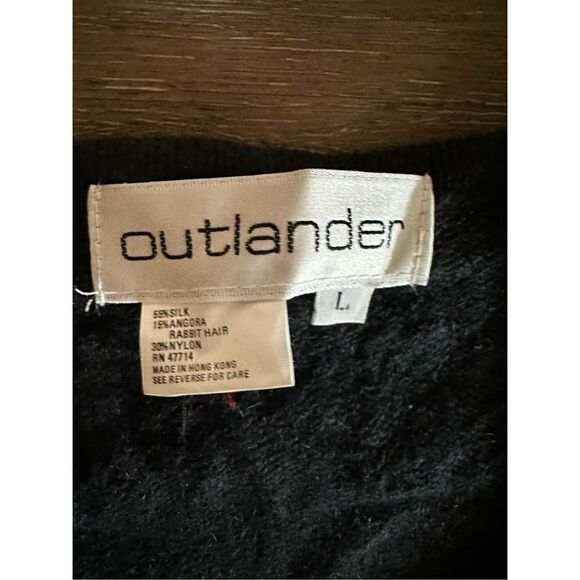 outlander
L
55%SILK
15%ANGORA
RABBIT HAIR
30%NYLON
RN 47714
MADE IN HONG KONG
SEE REVERSE FOR CARE